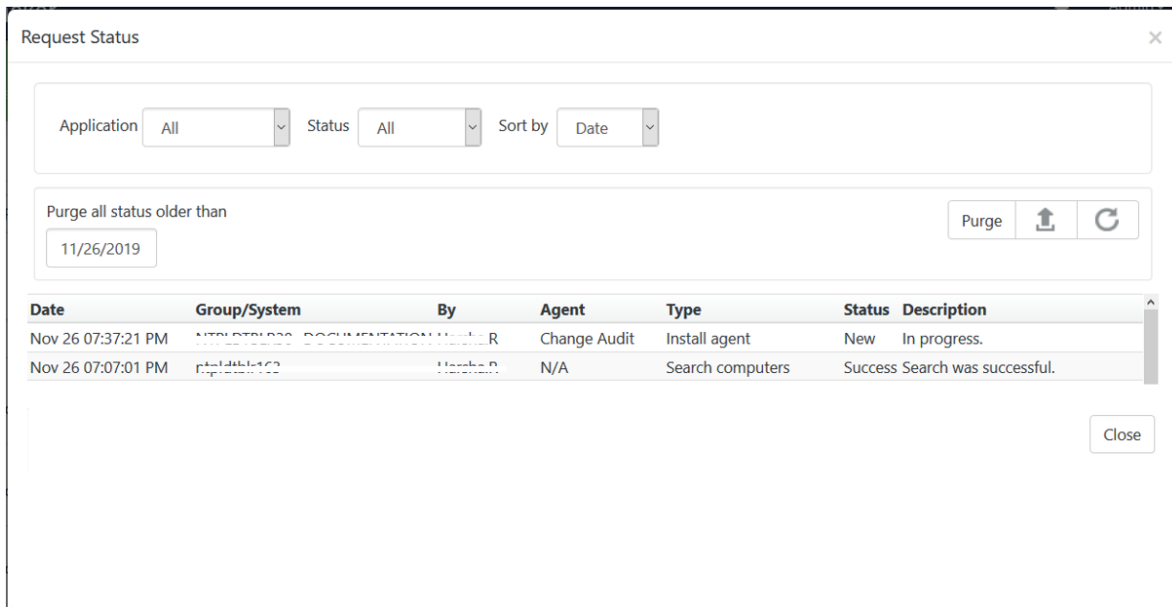 Request Status
×
Application All Status All Sort by Date
Purge all status older than
11/26/2019
Purge
Date Group/System By Agent Type Status Description
Nov 26 07:37:21 PM R Change Audit Install agent New In progress.
Nov 26 07:07:01 PM N/A Search computers Success Search was successful.
Close